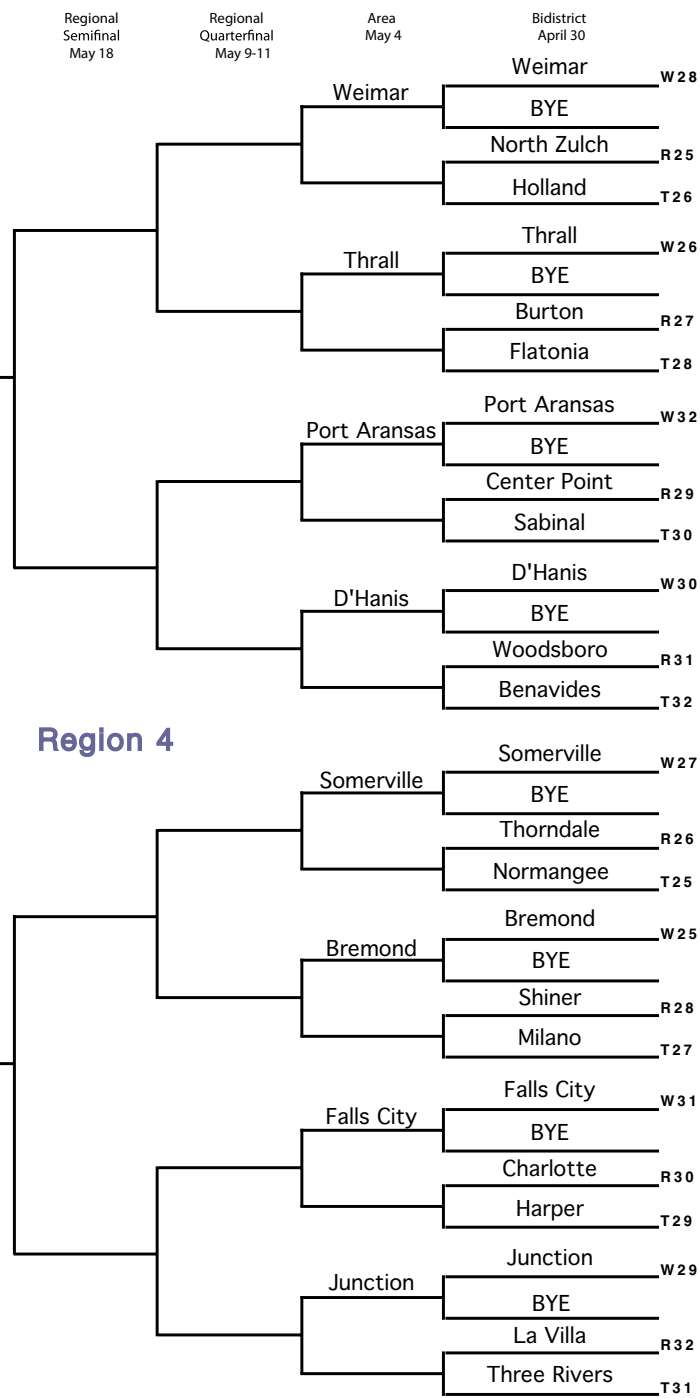 Regional
Semifinal
May 18
Regional
Quarterfinal
May 9-11
Area
May 4
Bidistrict
April 30
Weimar
W28
Weimar
BYE
North Zulch
R25
Holland
T26
Thrall
W26
Thrall
BYE
Burton
R27
Flatonia
T28
Port Aransas
W32
Port Aransas
BYE
Center Point
R29
Sabinal
T30
D'Hanis
W30
D'Hanis
BYE
Woodsboro
R31
Benavides
T32
Region 4
Somerville
W27
Somerville
BYE
Thorndale
R26
Normangee
T25
Bremond
W25
Bremond
BYE
Shiner
R28
Milano
T27
Falls City
W31
Falls City
BYE
Charlotte
R30
Harper
T29
Junction
W29
Junction
BYE
La Villa
R32
Three Rivers
T31